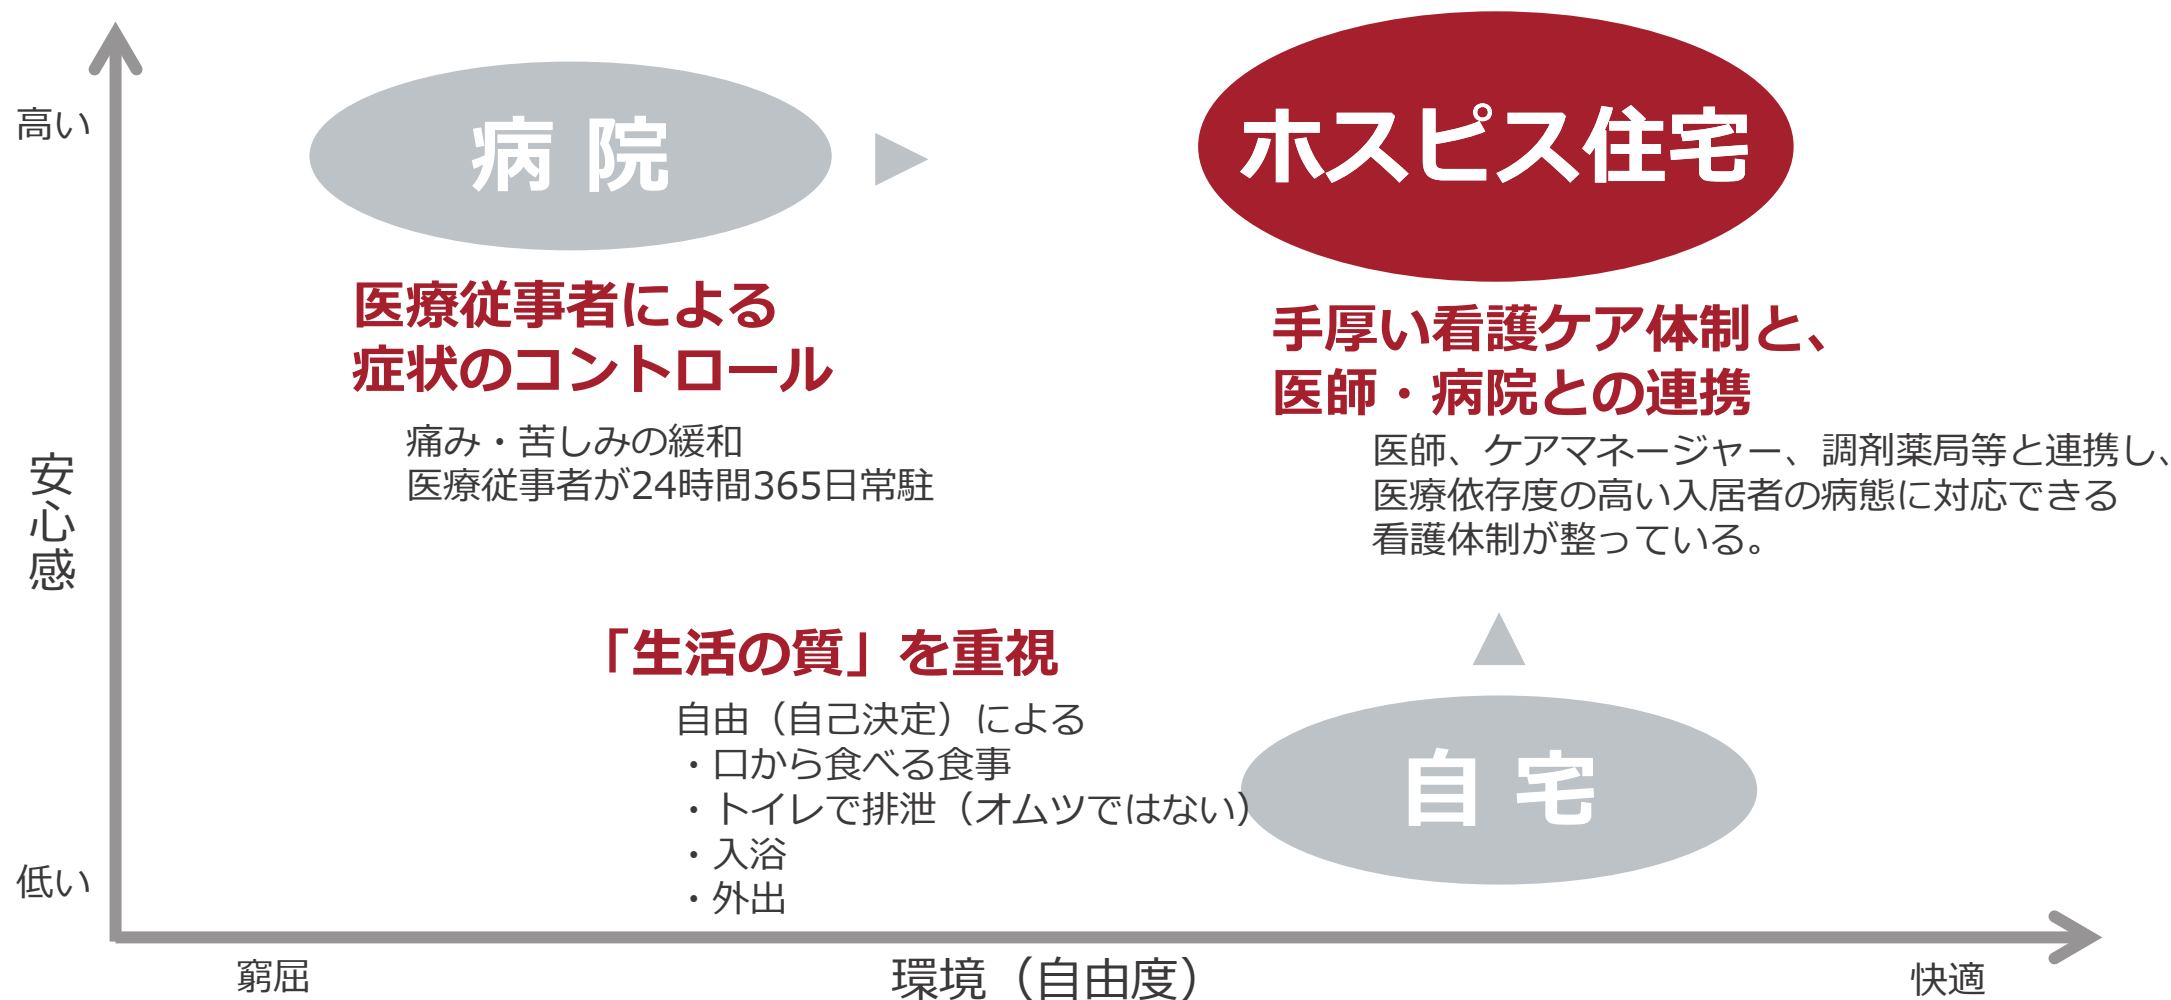 高い
病 院
ホスピス住宅
医療従事者による
症状のコントロール
痛み・苦しみの緩和
医療従事者が24時間365日常駐
手厚い看護ケア体制と、
医師・病院との連携
医師、ケアマネージャー、調剤薬局等と連携し、
医療依存度の高い入居者の病態に対応できる
看護体制が整っている。
安心感
「生活の質」を重視
自由（自己決定）による
・口から食べる食事
・トイレで排泄（オムツではない）
・入浴
・外出
自 宅
低い
窮屈
環境（自由度）
快適